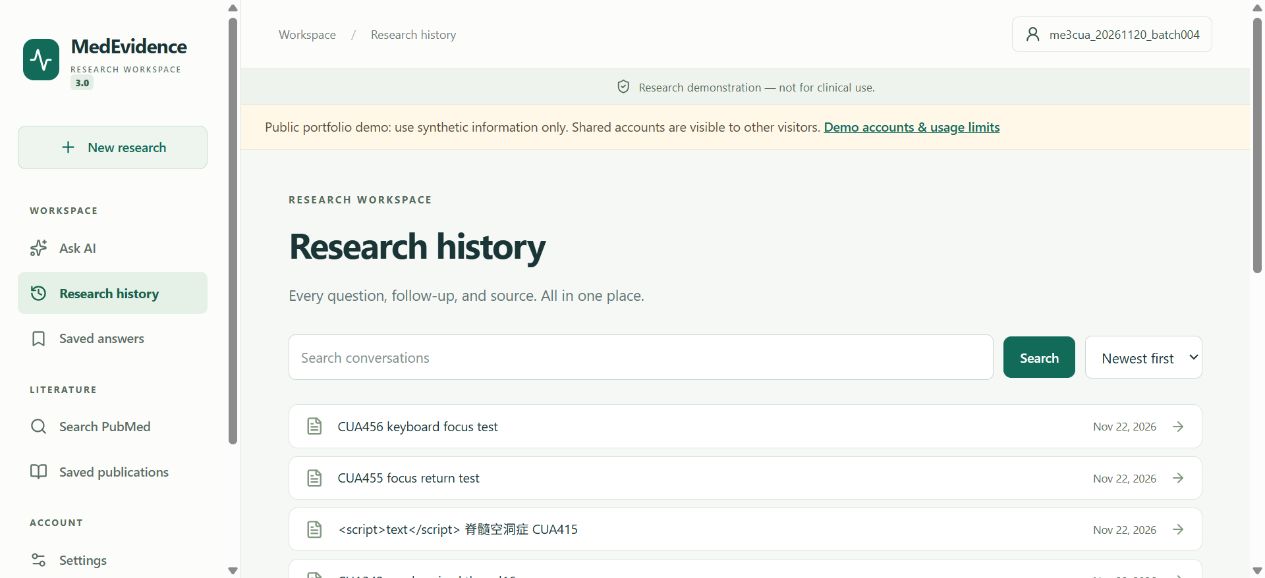 MedEvidence
RESEARCH WORKSPACE
3.0
New research
WORKSPACE
Ask AI
Research history
Saved answers
LITERATURE
Search PubMed
Saved publications
ACCOUNT
Settings
Workspace / Research history
me3cua_20261120_batch004
Research demonstration — not for clinical use.
Public portfolio demo: use synthetic information only. Shared accounts are visible to other visitors. Demo accounts & usage limits
RESEARCH WORKSPACE
Research history
Every question, follow-up, and source. All in one place.
Search conversations
Search
Newest first
CUA456 keyboard focus test
Nov 22, 2026
CUA455 focus return test
Nov 22, 2026
<script>text</script> 脊髓空洞症 CUA415
Nov 22, 2026